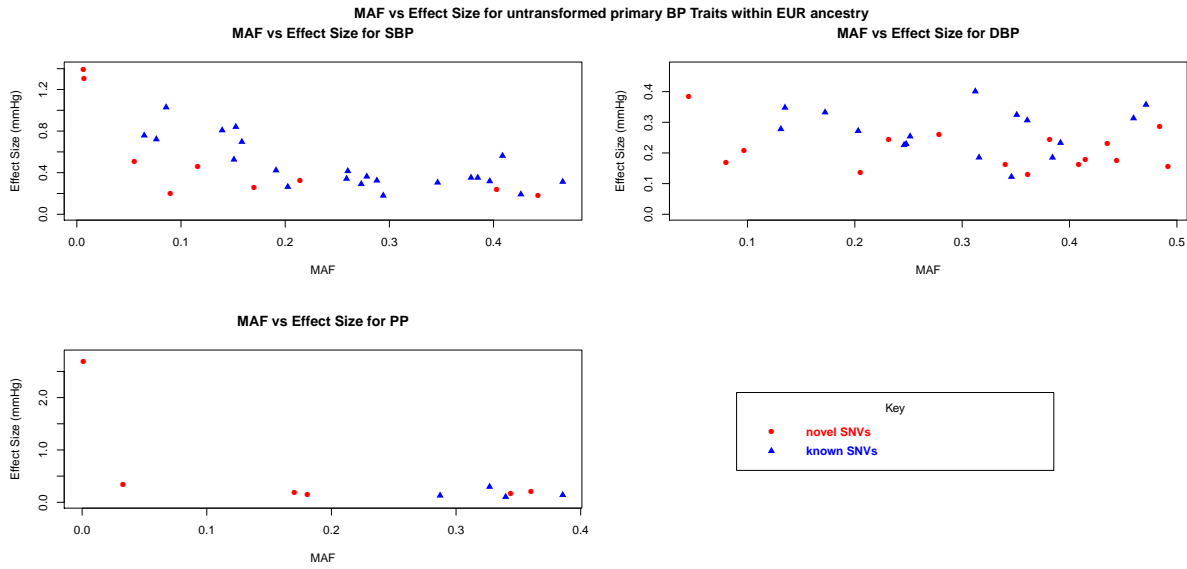 MAF vs Effect Size for untransformed primary BP Traits within EUR ancestry
MAF vs Effect Size for SBP
Effect Size (mmHg)
0.0 0.4 0.8 1.2
0.0 0.1 0.2 0.3 0.4
MAF
MAF vs Effect Size for DBP
Effect Size (mmHg)
0.0 0.1 0.2 0.3 0.4
0.1 0.2 0.3 0.4 0.5
MAF
MAF vs Effect Size for PP
Effect Size (mmHg)
0.0 1.0 2.0
0.0 0.1 0.2 0.3 0.4
MAF
Key
novel SNVs
known SNVs